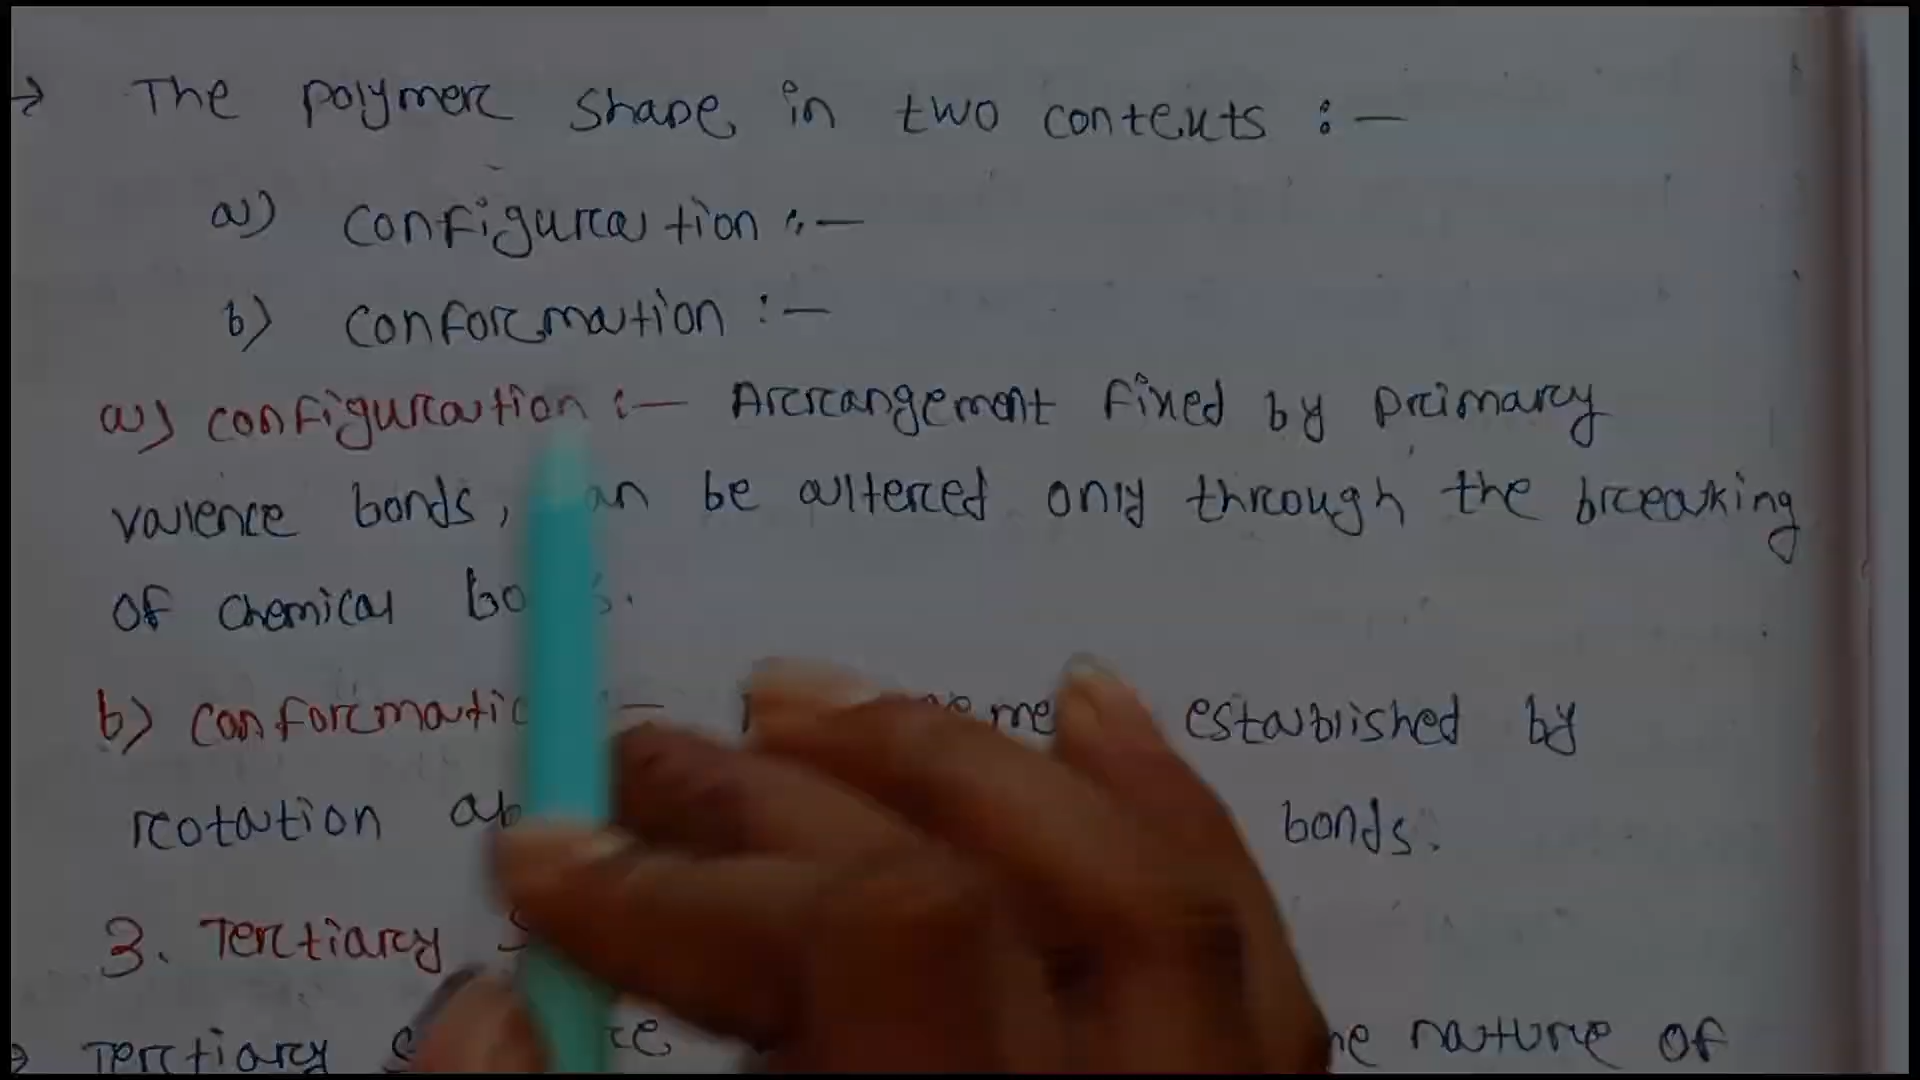 → The polymer shape in two contexts :-
a) configuration :-
b) conformation :-
a) configuration :- Arrangement fixed by primary
valence bonds, can be altered only through the breaking
of chemical
b) established by
rotation bonds.
3. Tertiary
Tertiary nature of